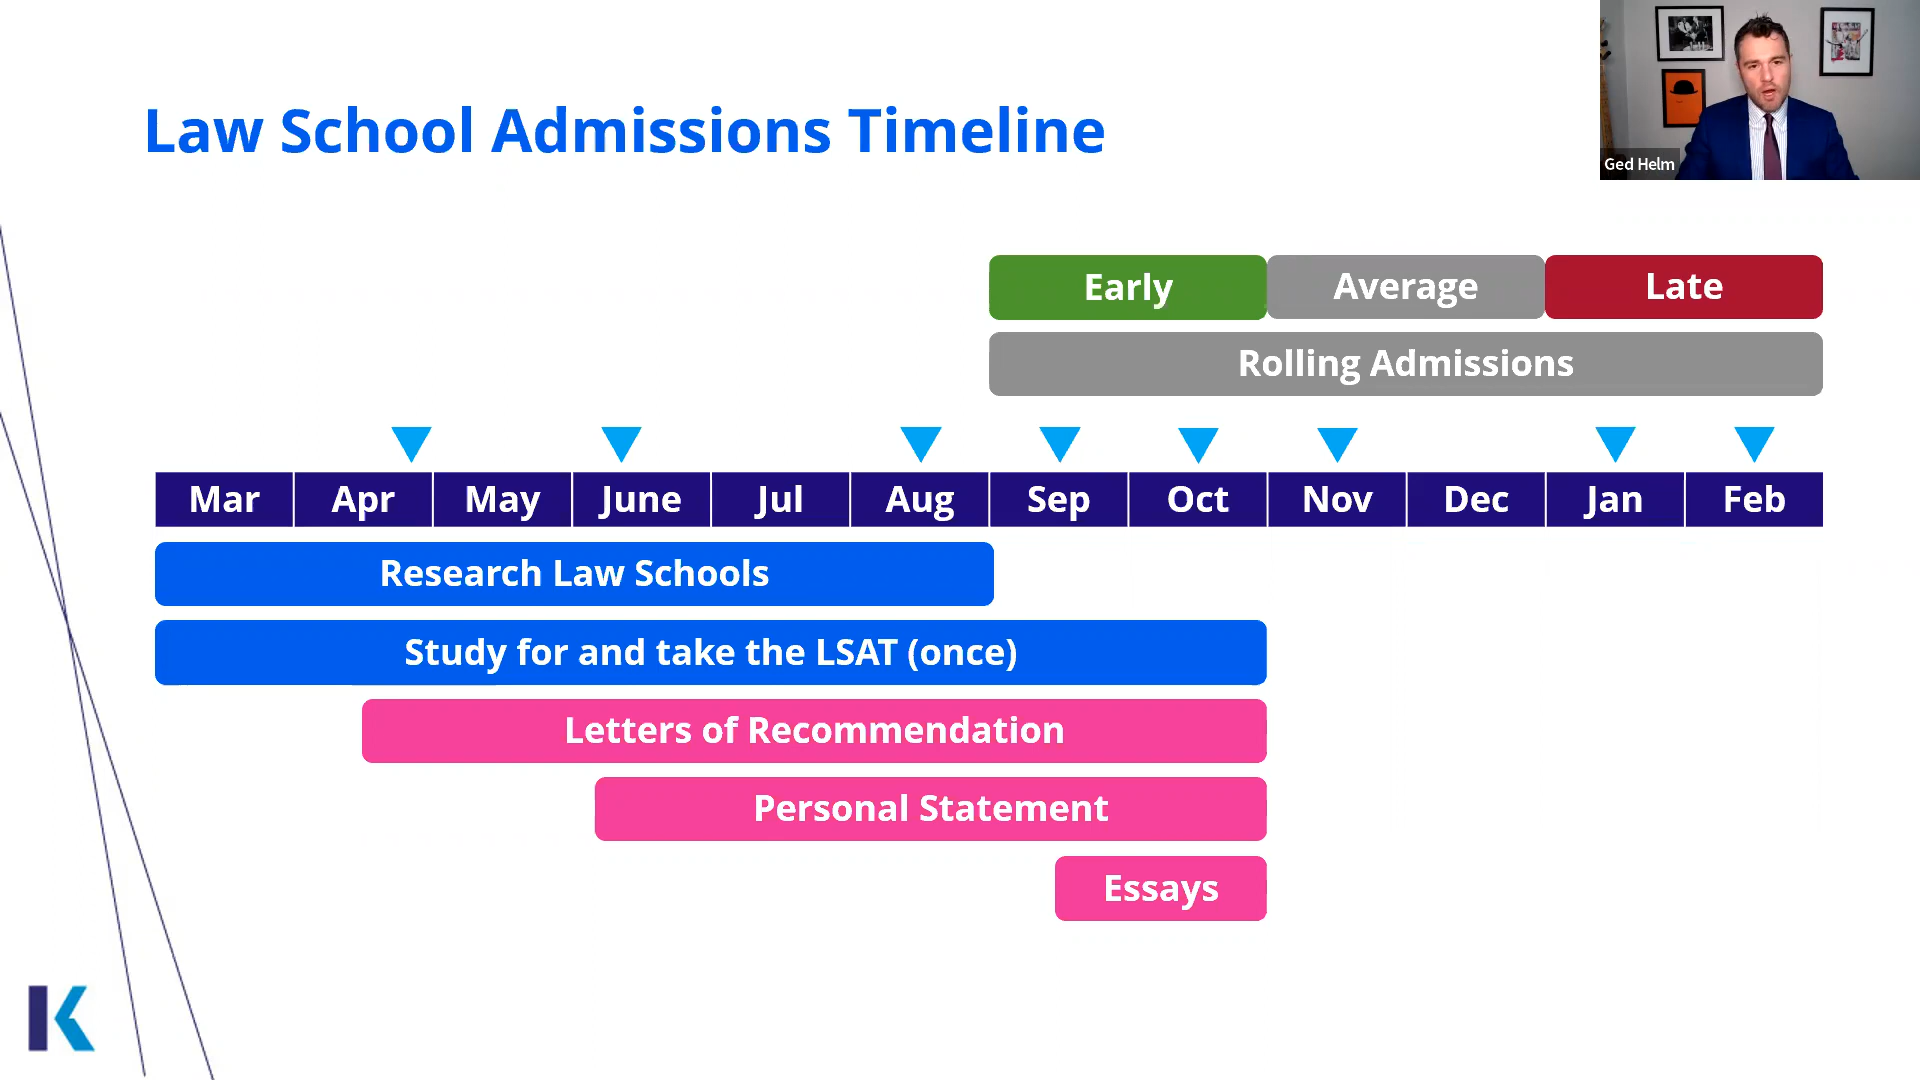 Law School Admissions Timeline
Ged Helm
Early Average Late
Rolling Admissions
Mar Apr May June Jul Aug Sep Oct Nov Dec Jan Feb
Research Law Schools
Study for and take the LSAT (once)
Letters of Recommendation
Personal Statement
Essays
K